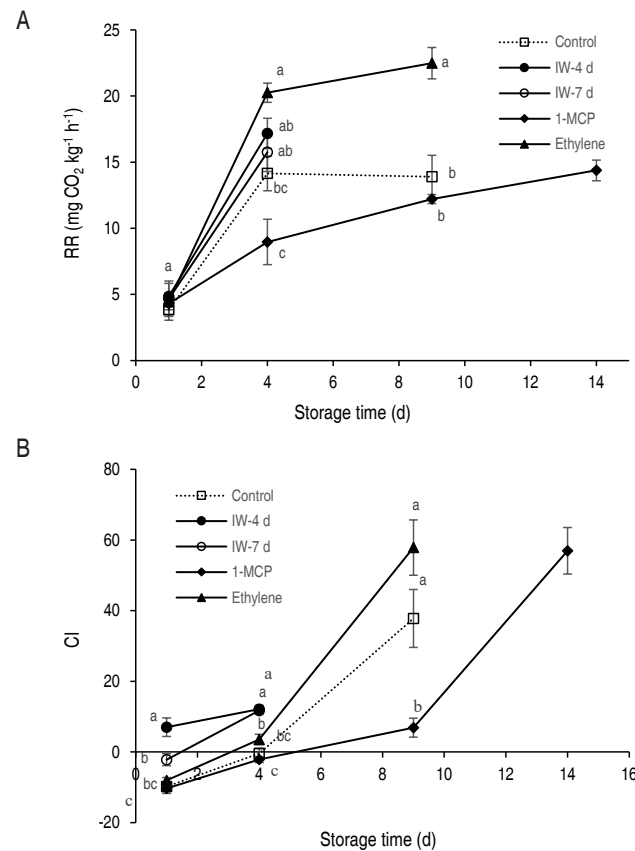 A
25
20
15
10
5
0
RR (mg CO₂ kg⁻¹ h⁻¹)
Control
IW-4 d
IW-7 d
1-MCP
Ethylene
a
a
a
ab
ab
bc
b
b
c
0 2 4 6 8 10 12 14
Storage time (d)
B
80
60
40
20
0
-20
CI
Control
IW-4 d
IW-7 d
1-MCP
Ethylene
a
a
a
a
a
b
b
bc
b
bc
c
c
0 2 4 6 8 10 12 14 16
Storage time (d)